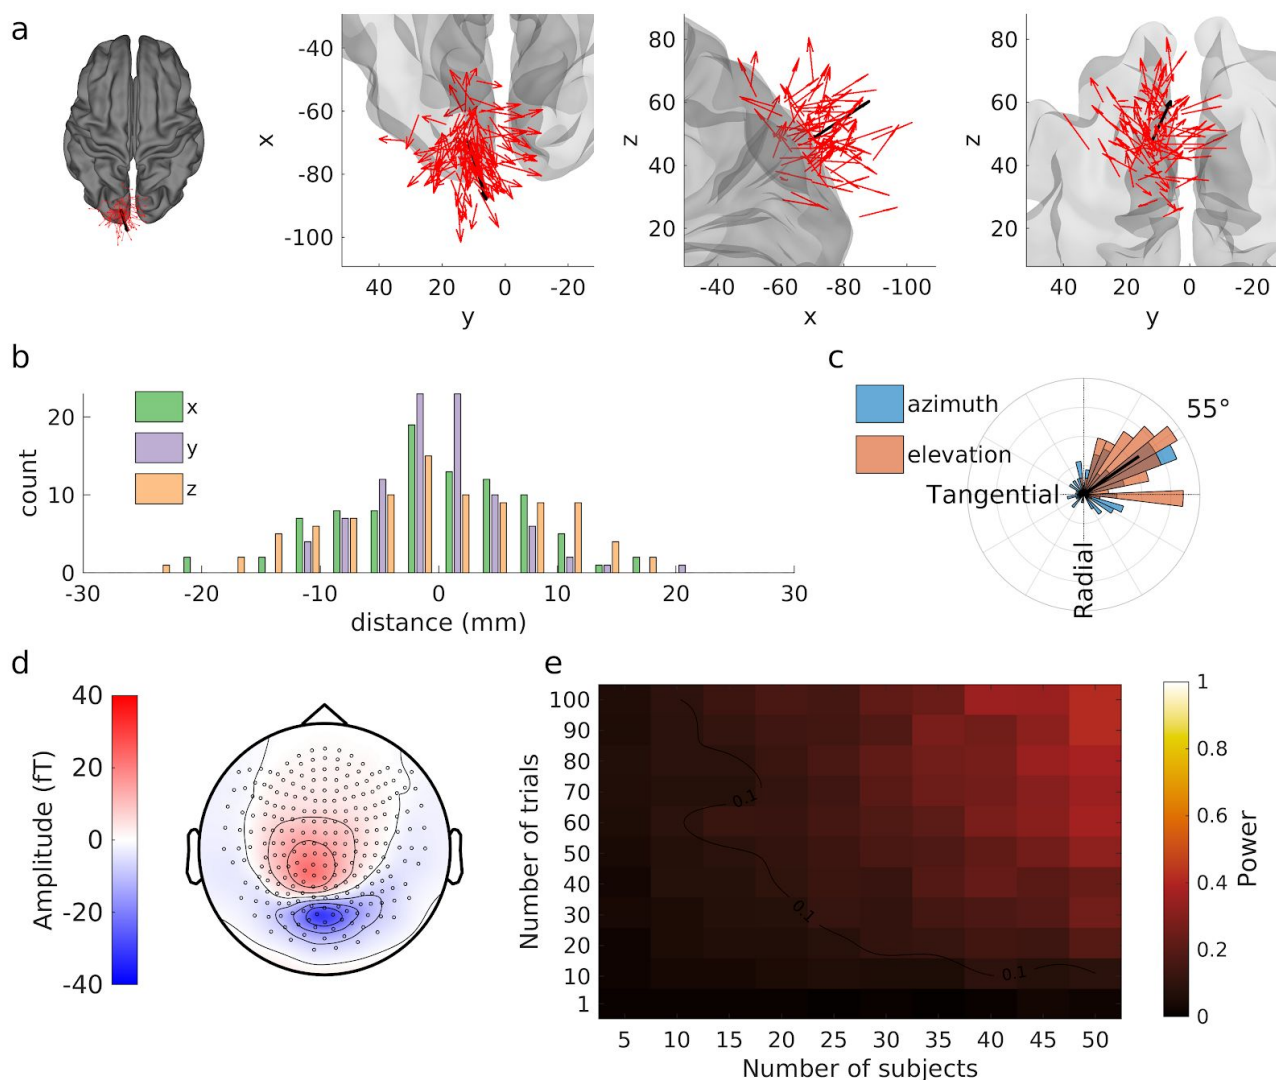 a
-40
-60
-80
-100
x
40 20 0 -20
y
80
60
40
20
z
-40 -60 -80 -100
x
80
60
40
20
z
40 20 0 -20
y
b
20
10
0
count
x
y
z
-30 -20 -10 0 10 20 30
distance (mm)
c
azimuth
elevation
55°
Tangential
Radial
d
40
20
0
-20
-40
Amplitude (fT)
e
100
90
80
70
60
50
40
30
20
10
1
Number of trials
0.1
0.1
0.1
5 10 15 20 25 30 35 40 45 50
Number of subjects
1
0.8
0.6
0.4
0.2
0
Power